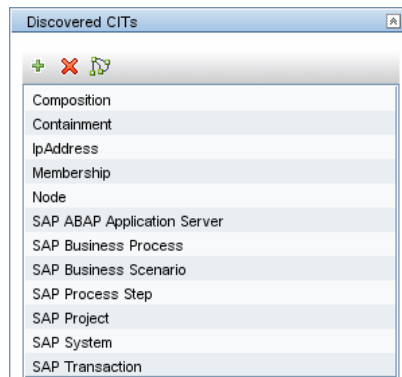 Discovered CITs
Composition
Containment
IpAddress
Membership
Node
SAP ABAP Application Server
SAP Business Process
SAP Business Scenario
SAP Process Step
SAP Project
SAP System
SAP Transaction